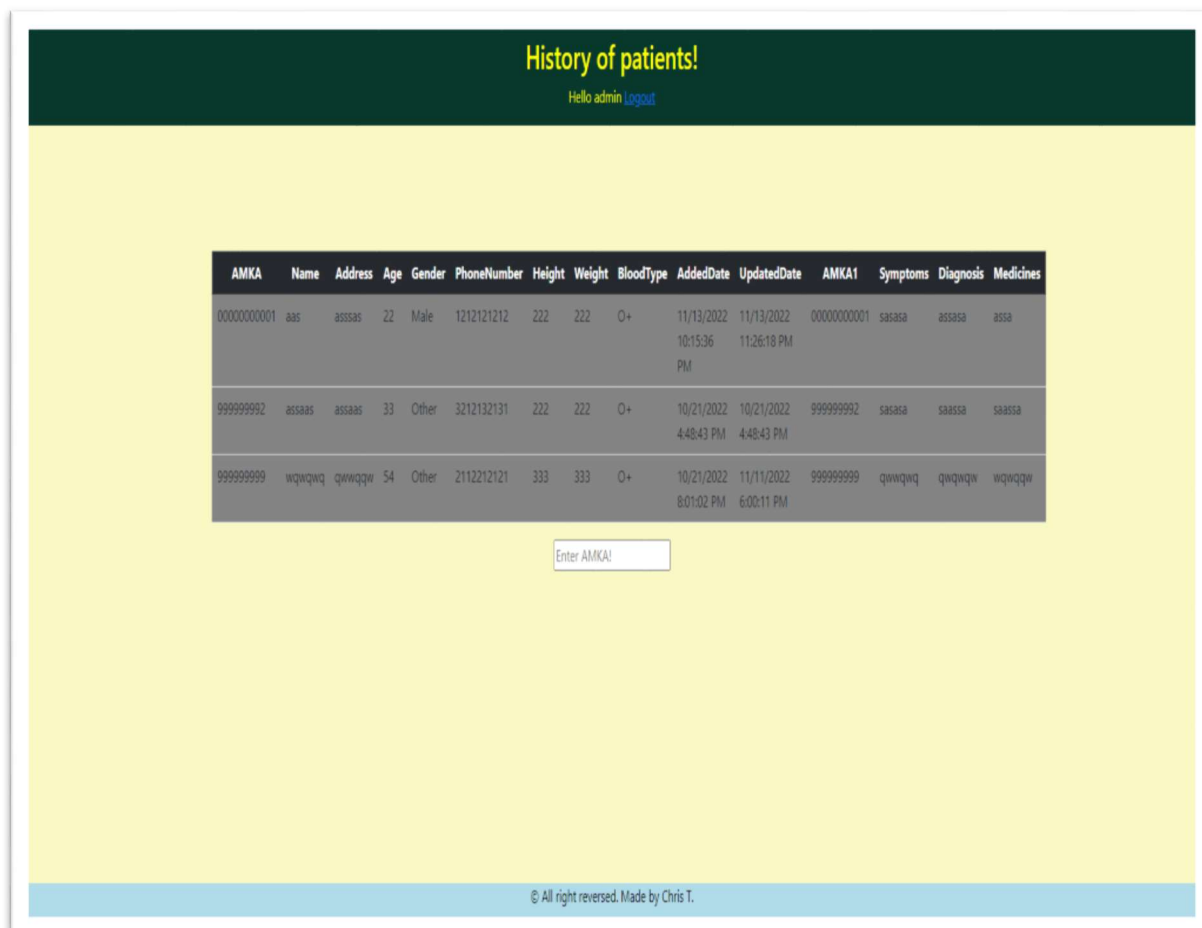 History of patients!
Hello admin Logout
AMKA Name Address Age Gender PhoneNumber Height Weight BloodType AddedDate UpdatedDate AMKA1 Symptoms Diagnosis Medicines
00000000001 aas asssas 22 Male 1212121212 222 222 O+ 11/13/2022 11/13/2022 00000000001 sasasa assasa assa
10:15:36 11:26:18 PM
PM
999999992 assaas assaas 33 Other 3212132131 222 222 O+ 10/21/2022 10/21/2022 999999992 sasasa saassa saassa
4:48:43 PM 4:48:43 PM
999999999 wqwqwq qwwqqw 54 Other 2112212121 333 333 O+ 10/21/2022 11/11/2022 999999999 qwwqwq qwqwqw wqwqqw
8:01:02 PM 6:00:11 PM
Enter AMKA!
© All right reversed. Made by Chris T.